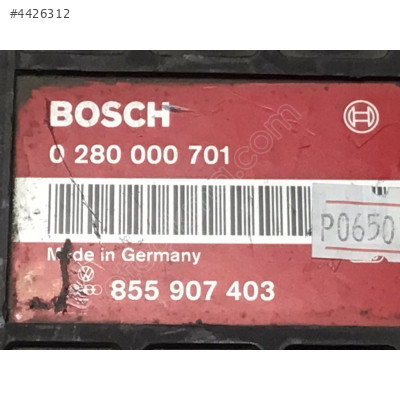 #4426312
BOSCH
0 280 000 701
P0650
Made in Germany
855 907 403